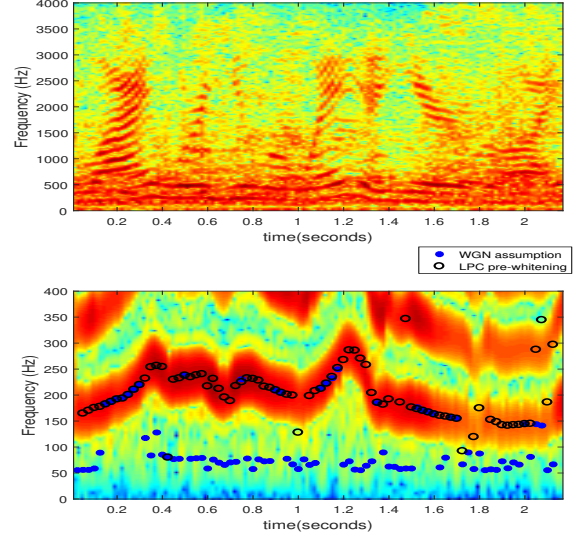 4000
3500
3000
2500
2000
1500
1000
500
0
Frequency (Hz)
0.2 0.4 0.6 0.8 1 1.2 1.4 1.6 1.8 2
time(seconds)
WGN assumption
LPC pre-whitening
400
350
300
250
200
150
100
50
0
Frequency (Hz)
0.2 0.4 0.6 0.8 1 1.2 1.4 1.6 1.8 2
time(seconds)